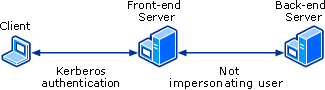 Client
Front-end
Server
Back-end
Server
Kerberos
authentication
Not
impersonating user